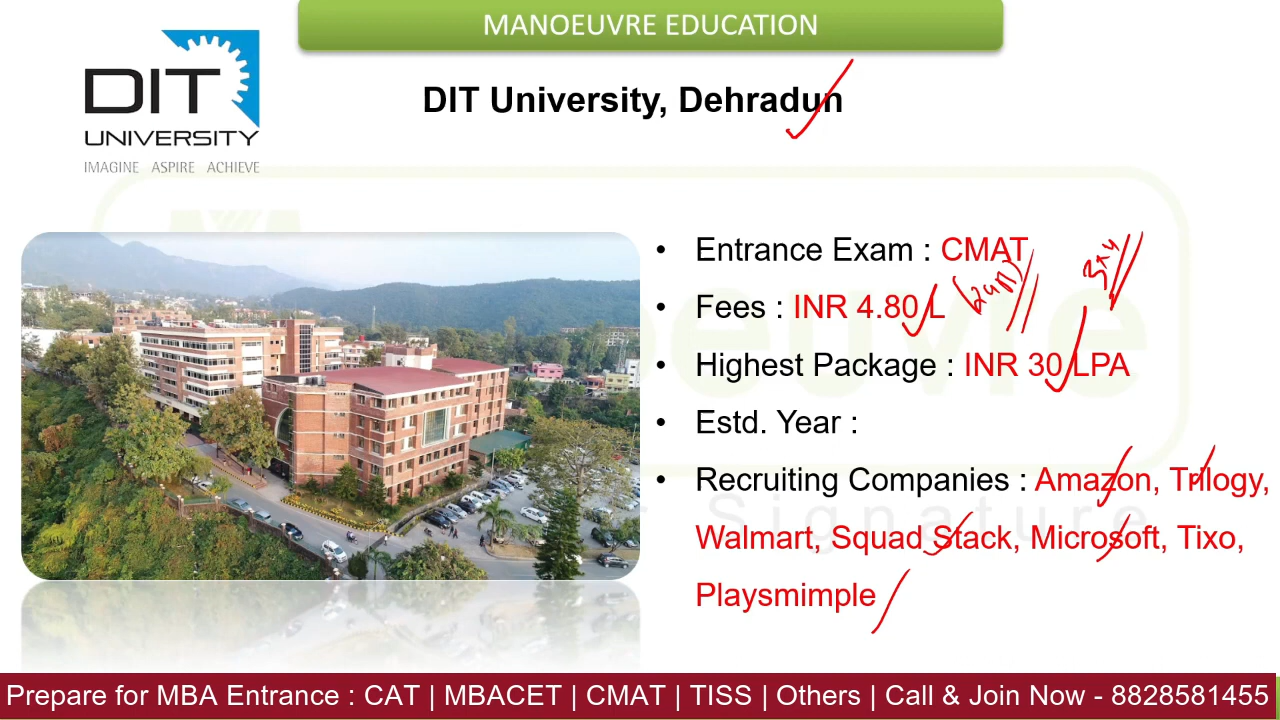 MANOEUVRE EDUCATION
DIT
UNIVERSITY
IMAGINE ASPIRE ACHIEVE
DIT University, Dehradun
• Entrance Exam : CMAT
• Fees : INR 4.80 L
• Highest Package : INR 30 LPA
• Estd. Year :
• Recruiting Companies : Amazon, Trilogy,
Walmart, Squad Stack, Microsoft, Tixo,
Playsmimple
Prepare for MBA Entrance : CAT | MBACET | CMAT | TISS | Others | Call & Join Now - 8828581455